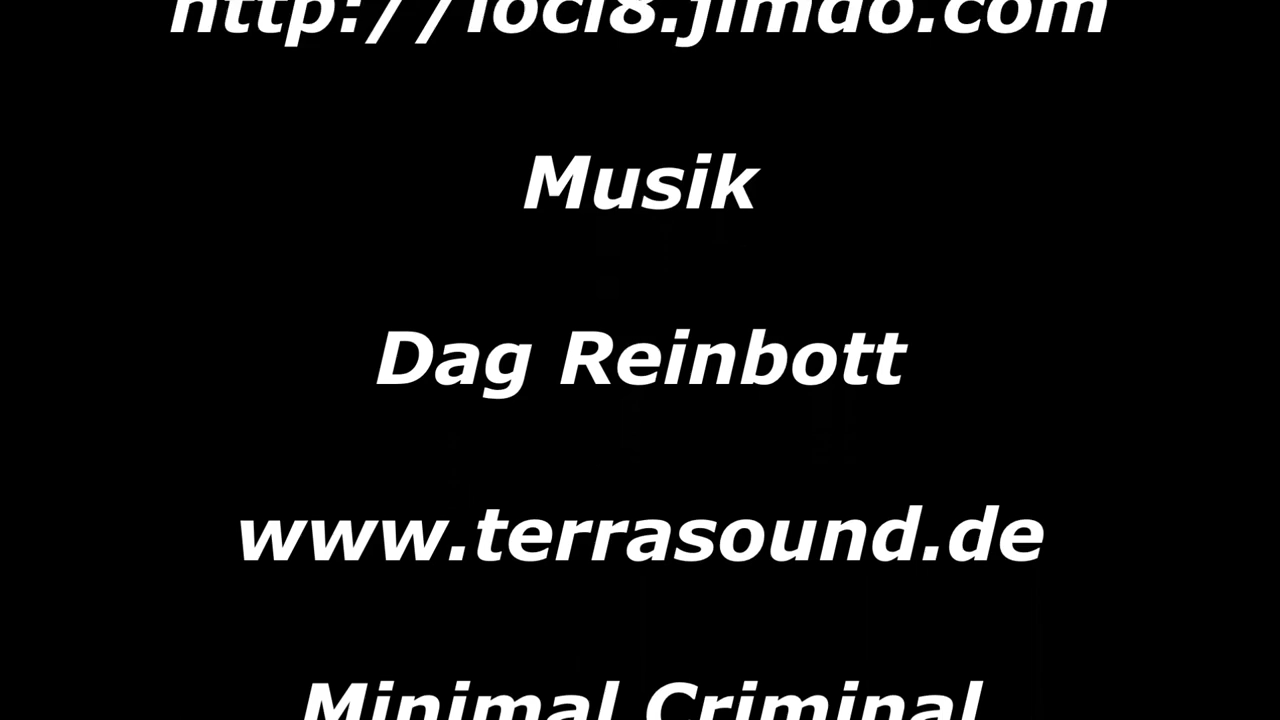 http://loci8.jimdo.com
Musik
Dag Reinbott
www.terrasound.de
Minimal Criminal